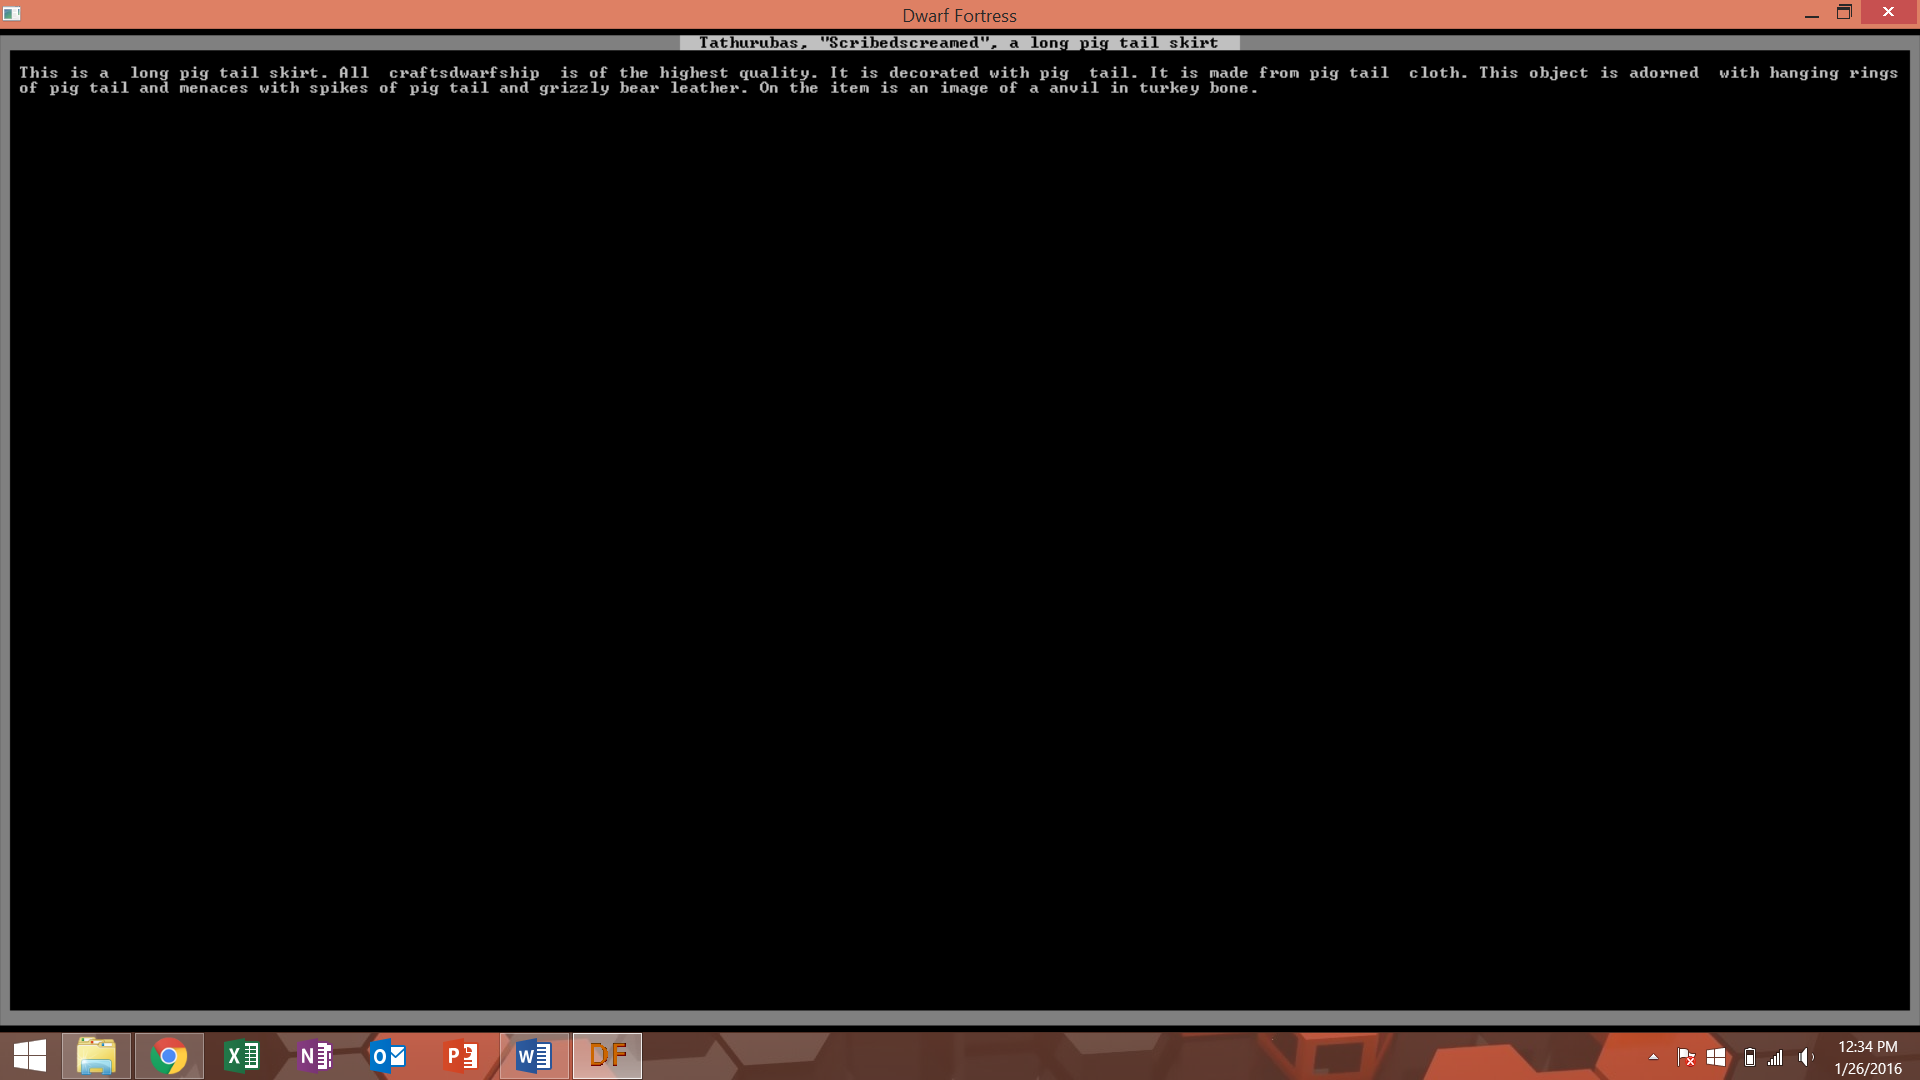 Dwarf Fortress
Tathurubas, "Scribedscreamed", a long pig tail skirt
This is a  long pig tail skirt. All  craftsdwarfship  is of the highest quality. It is decorated with pig  tail. It is made from pig tail  cloth. This object is adorned  with hanging rings
of pig tail and menaces with spikes of pig tail and grizzly bear leather. On the item is an image of a anvil in turkey bone.
X N O P W DF
12:34 PM
1/26/2016